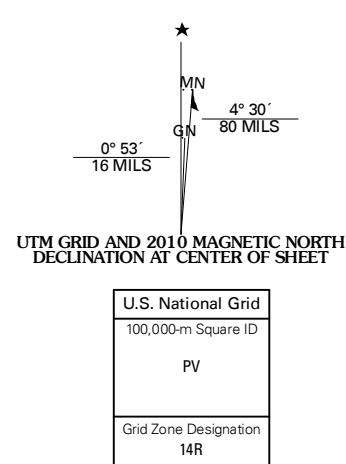 MN
4° 30´
80 MILS
GN
0° 53´
16 MILS
UTM GRID AND 2010 MAGNETIC NORTH
DECLINATION AT CENTER OF SHEET
U.S. National Grid
100,000-m Square ID
PV
Grid Zone Designation
14R